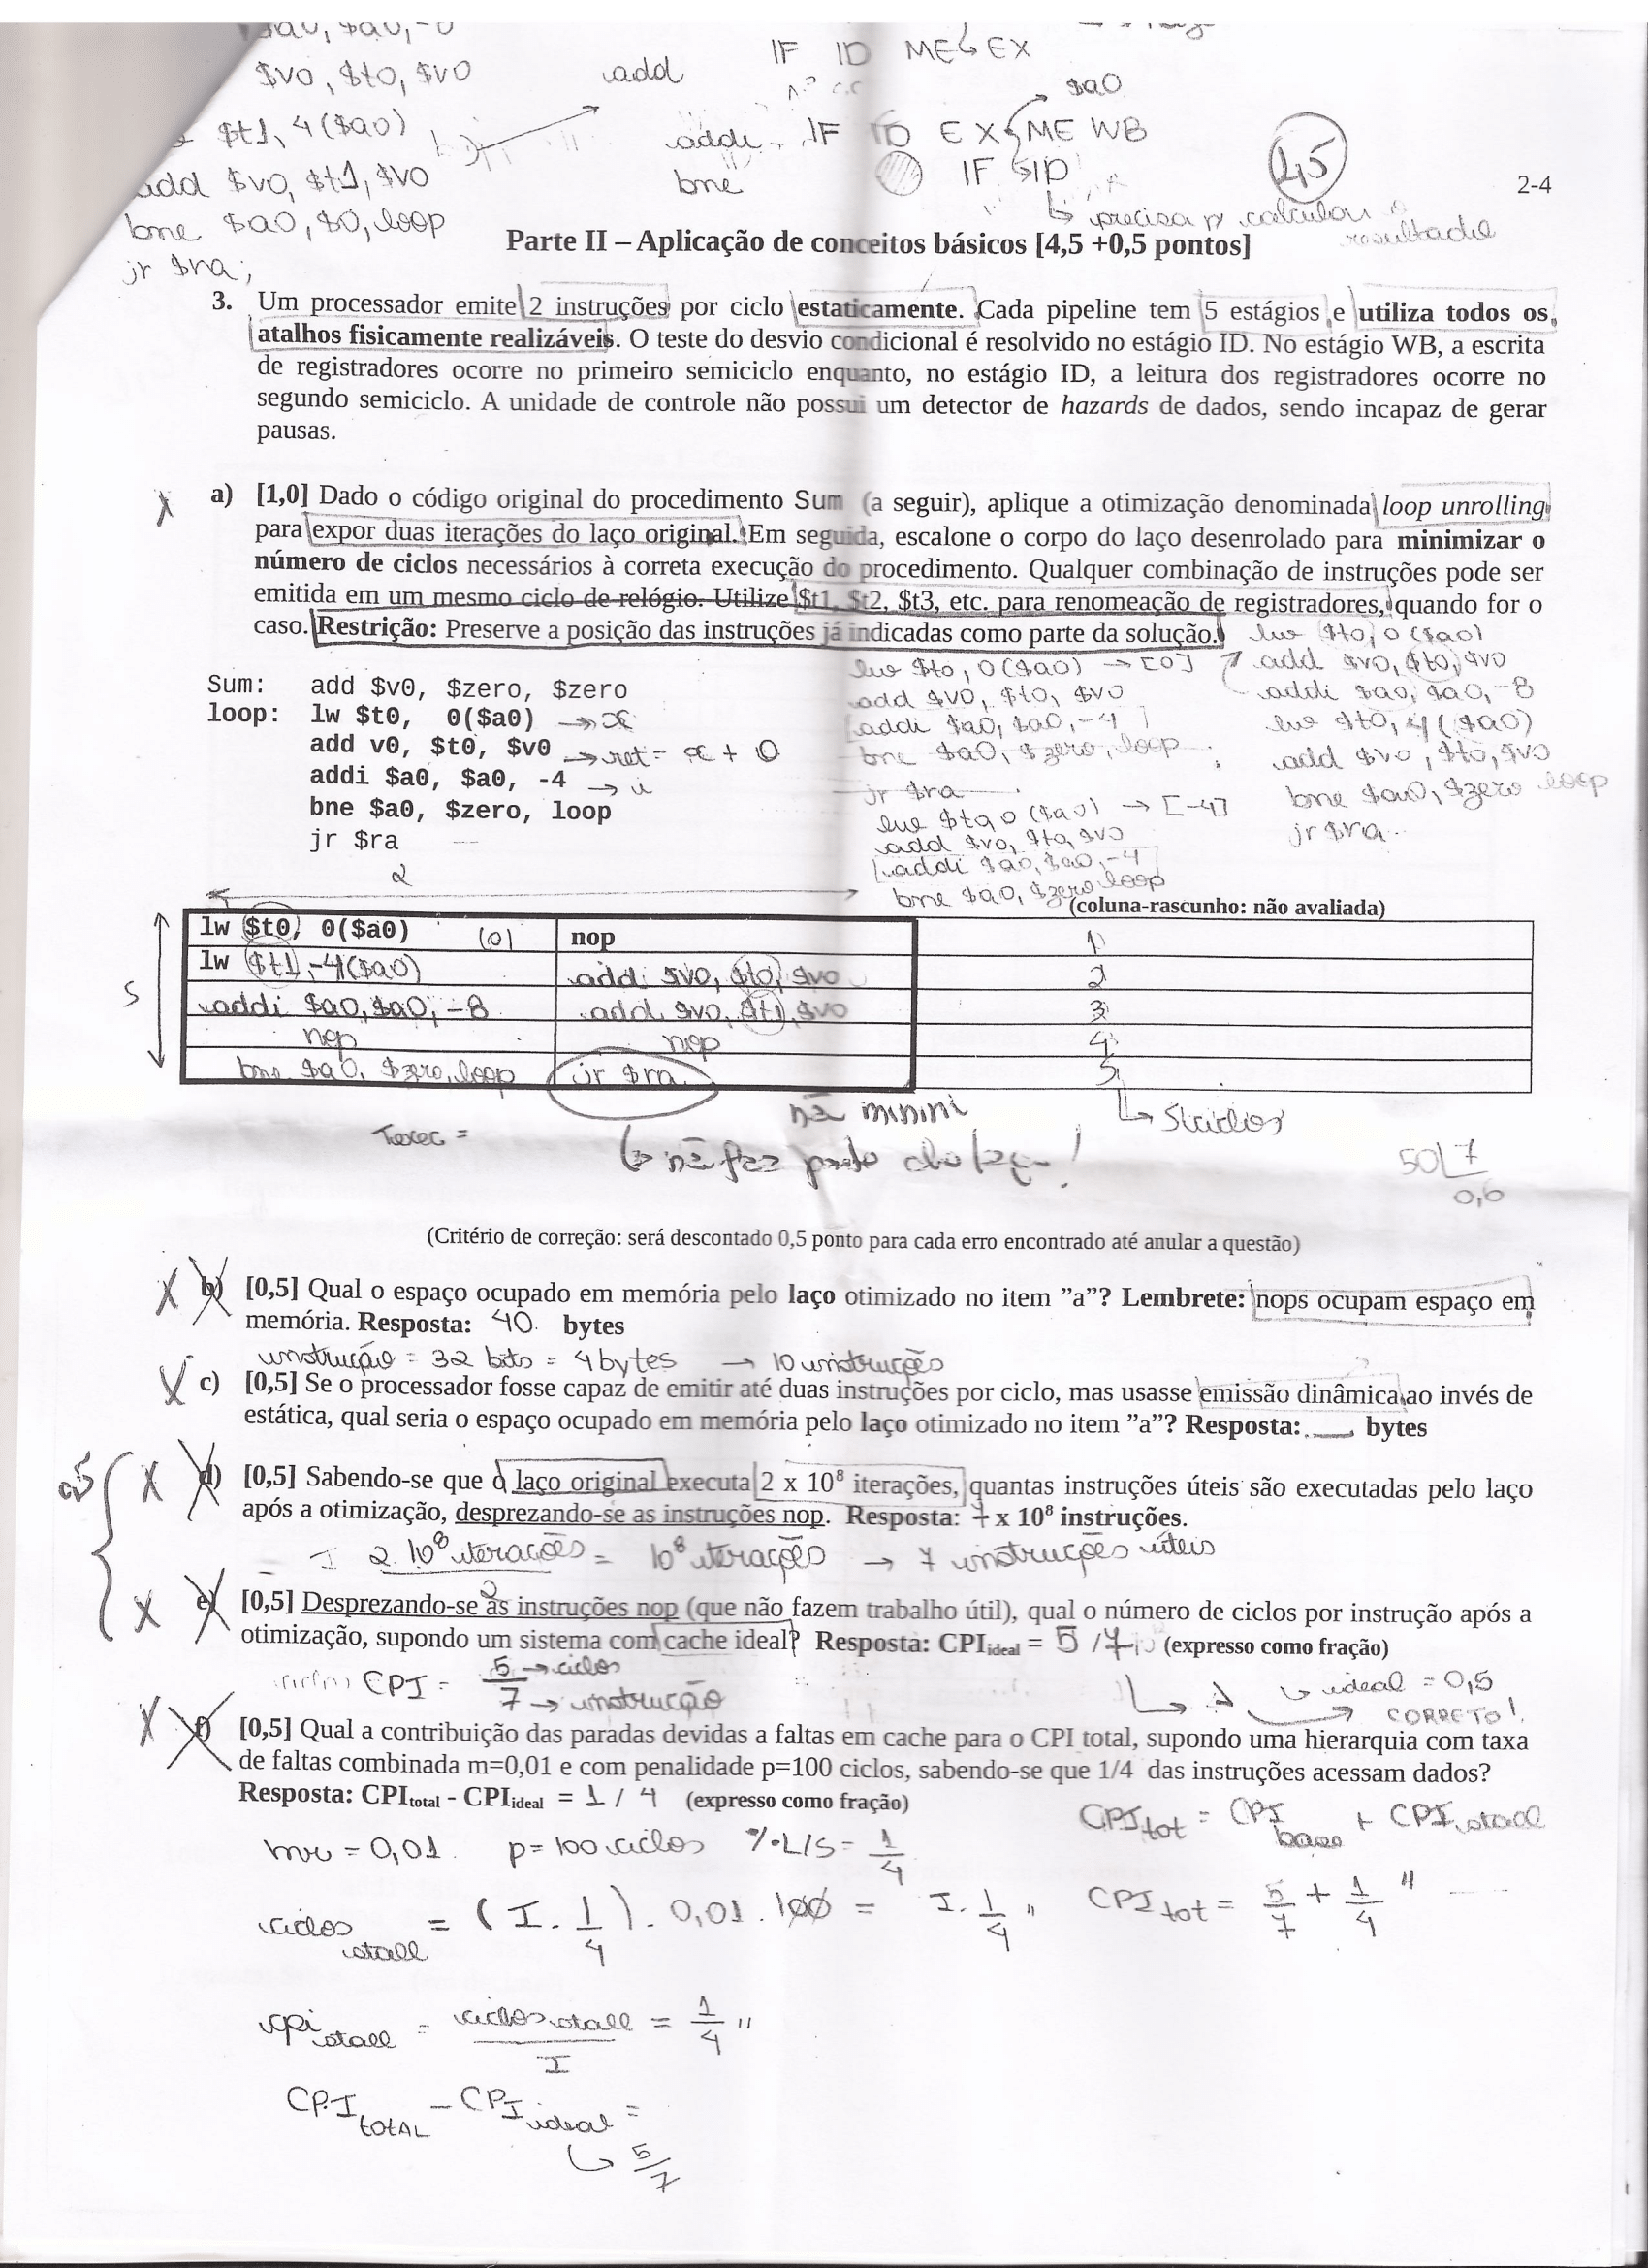 $v0, $t0, $v0
add
IF ID ME EX
$a0
$t1, 4($a0)
addi IF ID EX ME WB
4,5
add $v0, $t1, $v0
bne
IF ID
2-4
bne $a0, $0, loop
precisa p/ calcular resultado
jr $ra;
Parte II – Aplicação de conceitos básicos [4,5 +0,5 pontos]
3. Um processador emite 2 instruções por ciclo estaticamente. Cada pipeline tem 5 estágios e utiliza todos os
atalhos fisicamente realizáveis. O teste do desvio condicional é resolvido no estágio ID. No estágio WB, a escrita
de registradores ocorre no primeiro semiciclo enquanto, no estágio ID, a leitura dos registradores ocorre no
segundo semiciclo. A unidade de controle não possui um detector de hazards de dados, sendo incapaz de gerar
pausas.
a) [1,0] Dado o código original do procedimento Sum (a seguir), aplique a otimização denominada loop unrolling
para expor duas iterações do laço original. Em seguida, escalone o corpo do laço desenrolado para minimizar o
número de ciclos necessários à correta execução do procedimento. Qualquer combinação de instruções pode ser
emitida em um mesmo ciclo de relógio. Utilize $t1, $t2, $t3, etc. para renomeação de registradores, quando for o
caso. Restrição: Preserve a posição das instruções já indicadas como parte da solução.
Sum: add $v0, $zero, $zero
loop: lw $t0, 0($a0) → x
add v0, $t0, $v0 → ret = x + 0
addi $a0, $a0, -4 → i
bne $a0, $zero, loop
jr $ra
lw $t0, 0($a0) → [0]
add $v0, $t0, $v0
addi $a0, $a0, -4
bne $a0, $zero, loop
jr $ra
lw $t0, 0($a0) → [-4]
add $v0, $t0, $v0
addi $a0, $a0, -4
bne $a0, $zero loop
lw $t0, 0($a0)
add $v0, $t0, $v0
addi $a0, $a0, -8
lw $t0, 4($a0)
add $v0, $t0, $v0
bne $a0, $zero loop
jr $ra
2
(coluna-rascunho: não avaliada)
lw $t0, 0($a0) (0) nop 1
lw $t1, -4($a0) addi $v0, $t0, $v0 2
addi $a0, $a0, -8 add $v0, $t1, $v0 3
nop nop 4
bne $a0, $zero, loop jr $ra 5
5
Texec =
5 ciclos
não faz parte do laço!
50 7
0,6
(Critério de correção: será descontado 0,5 ponto para cada erro encontrado até anular a questão)
b) [0,5] Qual o espaço ocupado em memória pelo laço otimizado no item ”a”? Lembrete: nops ocupam espaço em
memória. Resposta: 40 bytes
instrução = 32 bits = 4 bytes → 10 instruções
c) [0,5] Se o processador fosse capaz de emitir até duas instruções por ciclo, mas usasse emissão dinâmica ao invés de
estática, qual seria o espaço ocupado em memória pelo laço otimizado no item ”a”? Resposta: ___ bytes
0,5
d) [0,5] Sabendo-se que o laço original executa 2 x 10⁸ iterações, quantas instruções úteis são executadas pelo laço
após a otimização, desprezando-se as instruções nop. Resposta: 7 x 10⁸ instruções.
2.10⁸ iterações = 10⁸ iterações → 7 instruções úteis
2
e) [0,5] Desprezando-se as instruções nop (que não fazem trabalho útil), qual o número de ciclos por instrução após a
otimização, supondo um sistema com cache ideal? Resposta: CPIideal = 5 / 7 (expresso como fração)
CPI = 5 → ciclos
7 → instrução
ideal = 0,5
CORRETO!
f) [0,5] Qual a contribuição das paradas devidas a faltas em cache para o CPI total, supondo uma hierarquia com taxa
de faltas combinada m=0,01 e com penalidade p=100 ciclos, sabendo-se que 1/4 das instruções acessam dados?
Resposta: CPItotal - CPIideal = 1 / 4 (expresso como fração)
CPI tot = CPI base + CPI stall
mr = 0,01 p = 100 ciclos %L/S = 1/4
ciclos stall = (I . 1/4) . 0,01 . 100 = I . 1/4 "
CPI tot = 5/7 + 1/4 "
cpi stall = ciclos stall / I = 1/4 "
CPI TOTAL - CPI ideal =
↳ 5/7